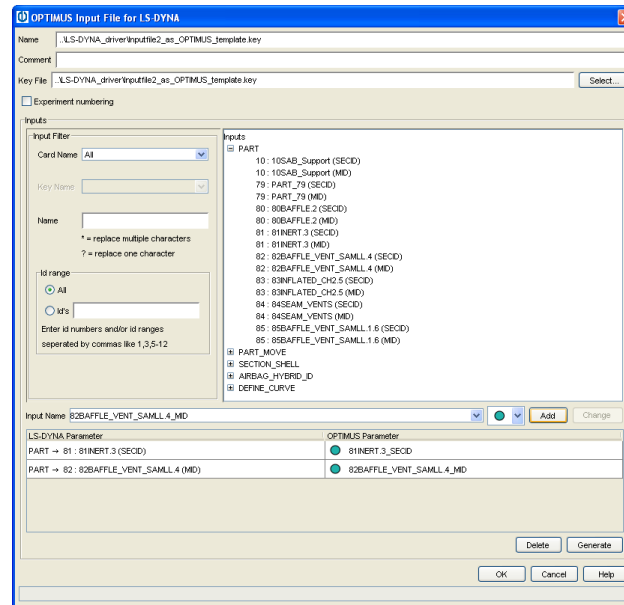 OPTIMUS Input File for LS-DYNA
Name ..\LS-DYNA_driver\Inputfile2_as_OPTIMUS_template.key
Comment
Key File ..\LS-DYNA_driver\Inputfile2_as_OPTIMUS_template.key Select...
Experiment numbering
Inputs
Input Filter
Card Name All
Key Name
Name
* = replace multiple characters
? = replace one character
Id range
All
Id's
Enter id numbers and/or id ranges
seperated by commas like 1,3,5-12
Inputs
PART
10 : 10SAB_Support (SECID)
10 : 10SAB_Support (MID)
79 : PART_79 (SECID)
79 : PART_79 (MID)
80 : 80BAFFLE.2 (SECID)
80 : 80BAFFLE.2 (MID)
81 : 81INERT.3 (SECID)
81 : 81INERT.3 (MID)
82 : 82BAFFLE_VENT_SAMLL.4 (SECID)
82 : 82BAFFLE_VENT_SAMLL.4 (MID)
83 : 83INFLATED_CH2.5 (SECID)
83 : 83INFLATED_CH2.5 (MID)
84 : 84SEAM_VENTS (SECID)
84 : 84SEAM_VENTS (MID)
85 : 85BAFFLE_VENT_SAMLL.1.6 (SECID)
85 : 85BAFFLE_VENT_SAMLL.1.6 (MID)
PART_MOVE
SECTION_SHELL
AIRBAG_HYBRID_ID
DEFINE_CURVE
Input Name 82BAFFLE_VENT_SAMLL.4_MID Add Change
LS-DYNA Parameter OPTIMUS Parameter
PART → 81 : 81INERT.3 (SECID) 81INERT.3_SECID
PART → 82 : 82BAFFLE_VENT_SAMLL.4 (MID) 82BAFFLE_VENT_SAMLL.4_MID
Delete Generate
OK Cancel Help